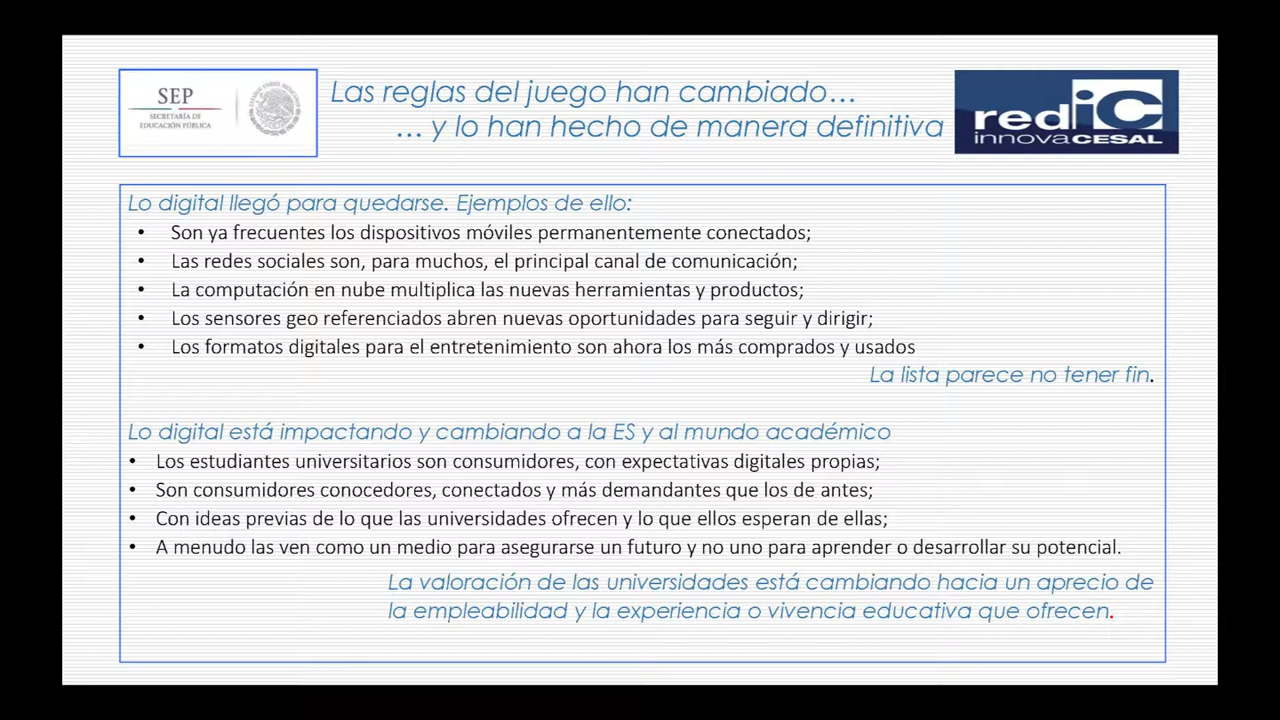 SEP
SECRETARÍA DE
EDUCACIÓN PÚBLICA
Las reglas del juego han cambiado…
… y lo han hecho de manera definitiva
redic
innovaCESAL
Lo digital llegó para quedarse. Ejemplos de ello:
• Son ya frecuentes los dispositivos móviles permanentemente conectados;
• Las redes sociales son, para muchos, el principal canal de comunicación;
• La computación en nube multiplica las nuevas herramientas y productos;
• Los sensores geo referenciados abren nuevas oportunidades para seguir y dirigir;
• Los formatos digitales para el entretenimiento son ahora los más comprados y usados
La lista parece no tener fin.
Lo digital está impactando y cambiando a la ES y al mundo académico
• Los estudiantes universitarios son consumidores, con expectativas digitales propias;
• Son consumidores conocedores, conectados y más demandantes que los de antes;
• Con ideas previas de lo que las universidades ofrecen y lo que ellos esperan de ellas;
• A menudo las ven como un medio para asegurarse un futuro y no uno para aprender o desarrollar su potencial.
La valoración de las universidades está cambiando hacia un aprecio de
la empleabilidad y la experiencia o vivencia educativa que ofrecen.